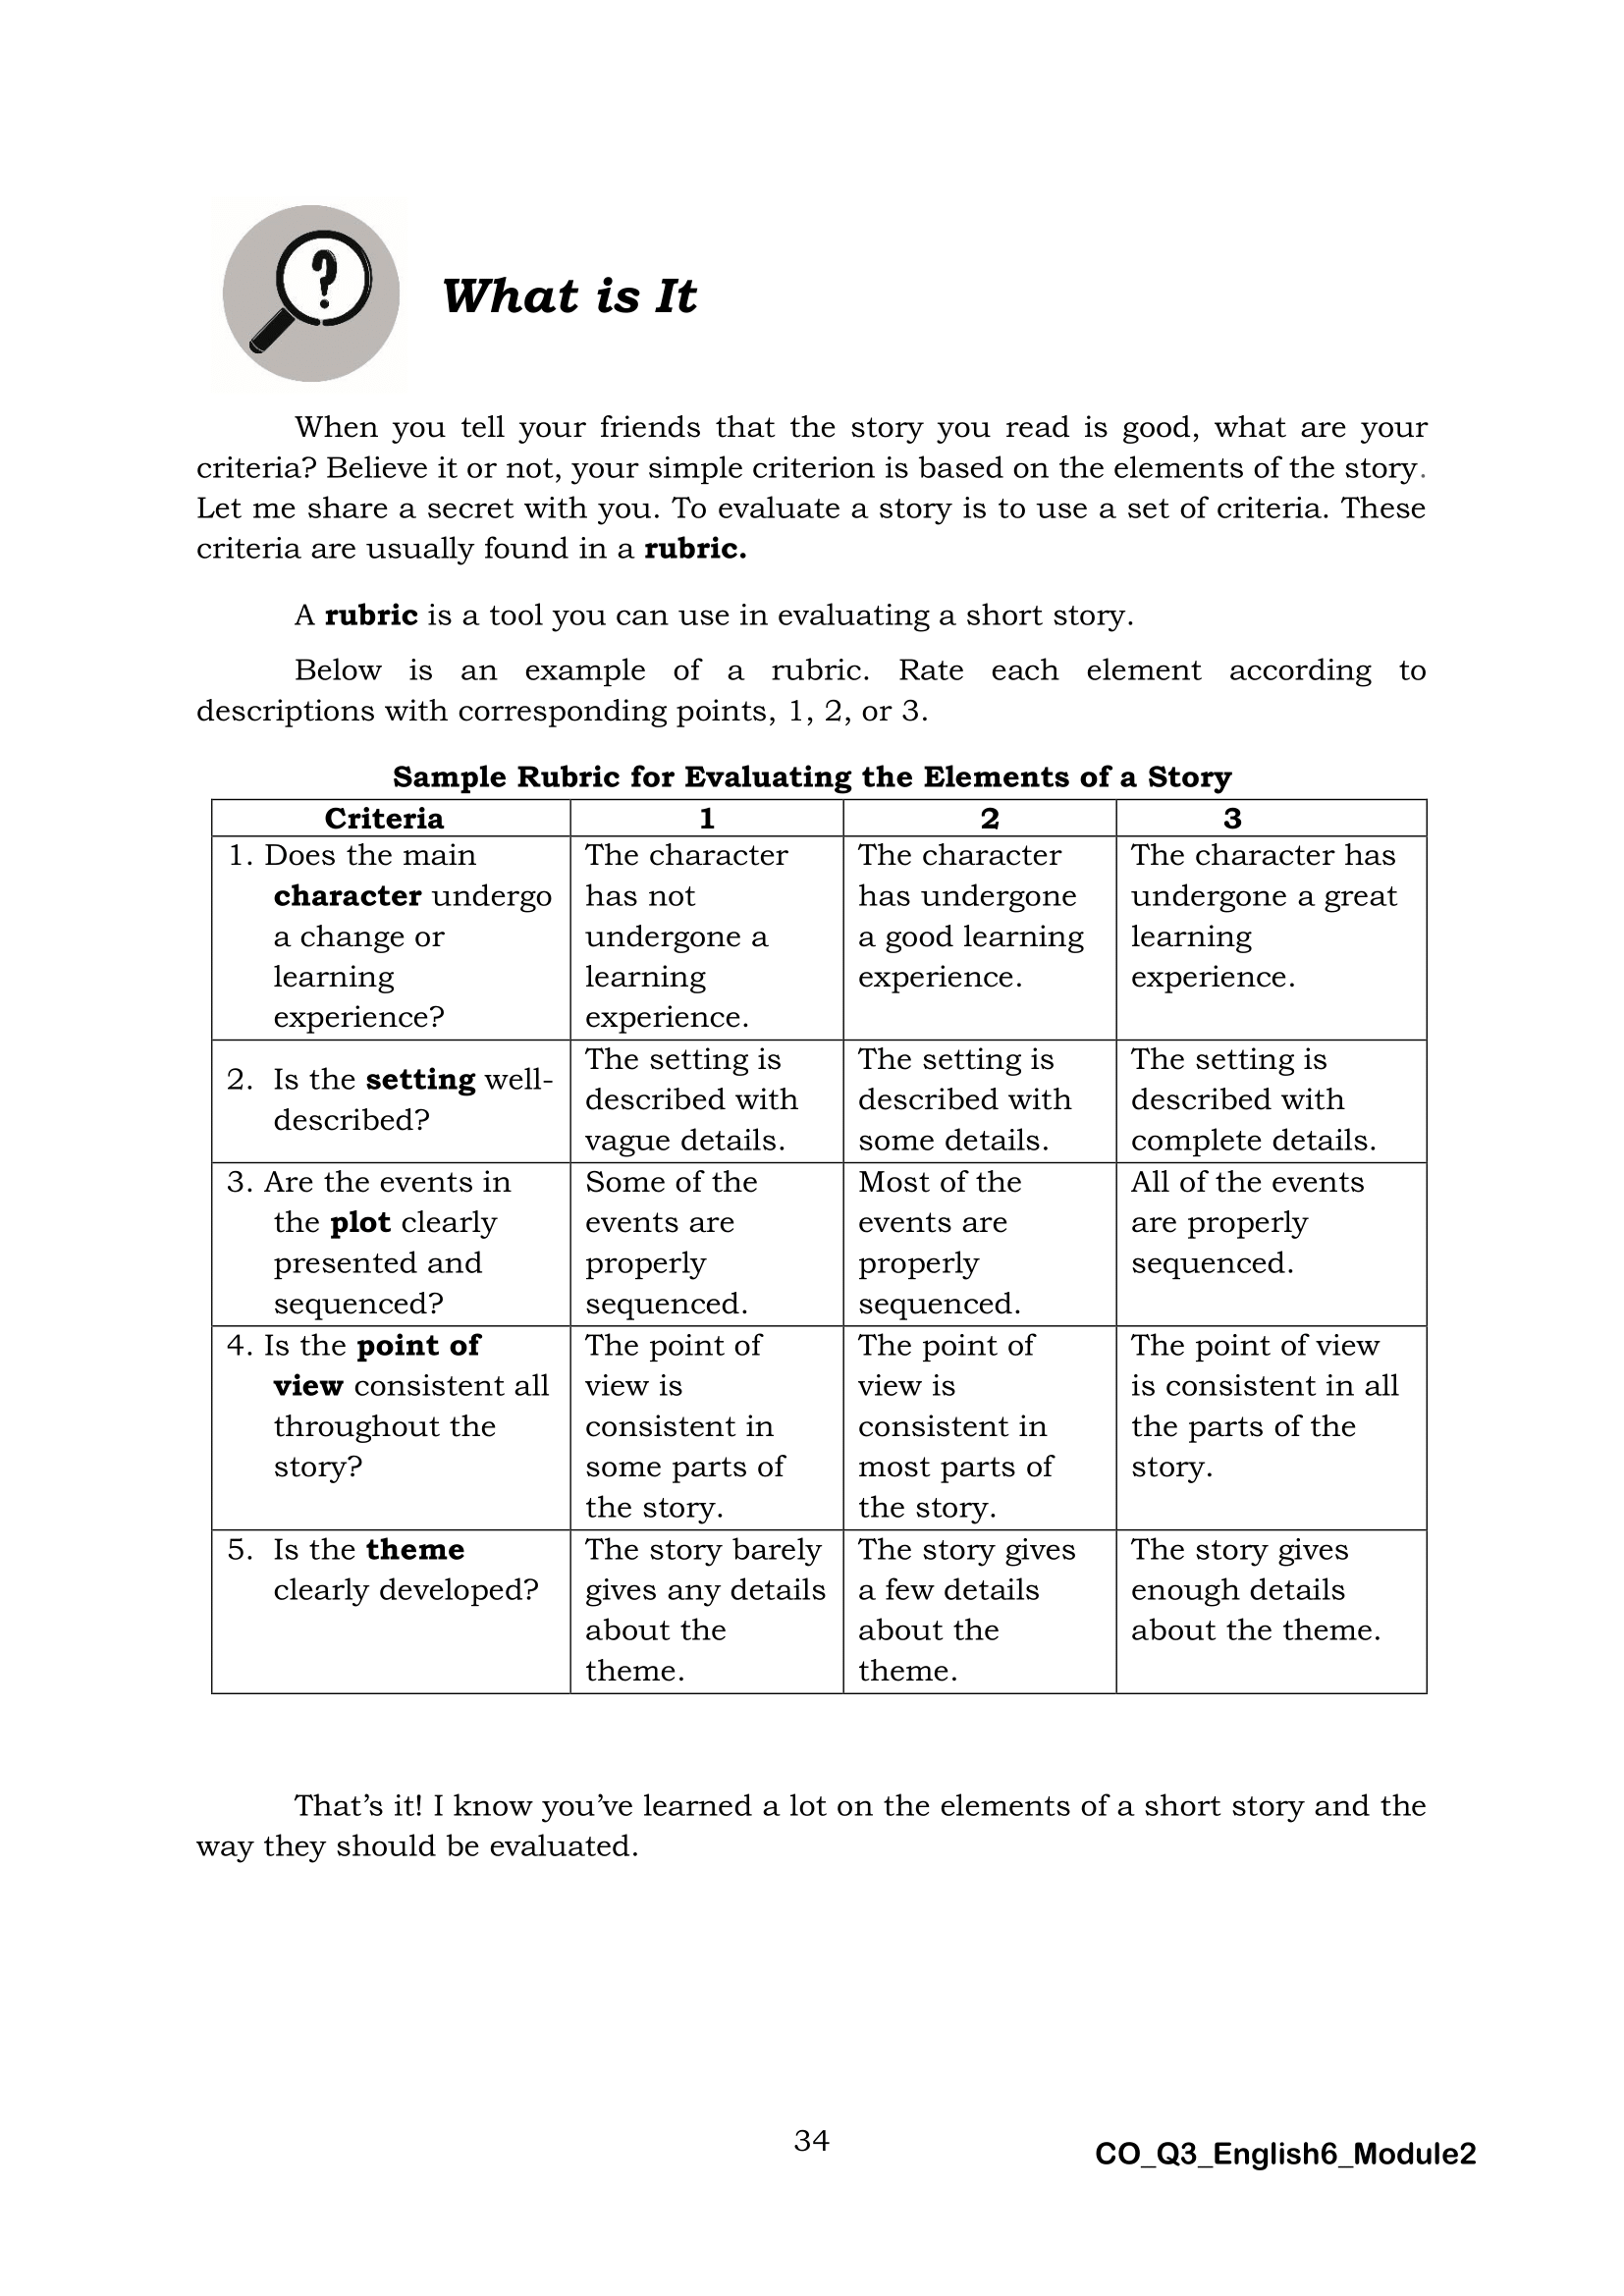 ?
What is It
When you tell your friends that the story you read is good, what are your
criteria? Believe it or not, your simple criterion is based on the elements of the story.
Let me share a secret with you. To evaluate a story is to use a set of criteria. These
criteria are usually found in a rubric.
A rubric is a tool you can use in evaluating a short story.
Below is an example of a rubric. Rate each element according to
descriptions with corresponding points, 1, 2, or 3.
Sample Rubric for Evaluating the Elements of a Story
Criteria
1
2
3
1. Does the main
character undergo
a change or
learning
experience?
The character
has not
undergone a
learning
experience.
The character
has undergone
a good learning
experience.
The character has
undergone a great
learning
experience.
2. Is the setting well-
described?
The setting is
described with
vague details.
The setting is
described with
some details.
The setting is
described with
complete details.
3. Are the events in
the plot clearly
presented and
sequenced?
Some of the
events are
properly
sequenced.
Most of the
events are
properly
sequenced.
All of the events
are properly
sequenced.
4. Is the point of
view consistent all
throughout the
story?
The point of
view is
consistent in
some parts of
the story.
The point of
view is
consistent in
most parts of
the story.
The point of view
is consistent in all
the parts of the
story.
5. Is the theme
clearly developed?
The story barely
gives any details
about the
theme.
The story gives
a few details
about the
theme.
The story gives
enough details
about the theme.
That’s it! I know you’ve learned a lot on the elements of a short story and the
way they should be evaluated.
34
CO_Q3_English6_Module2